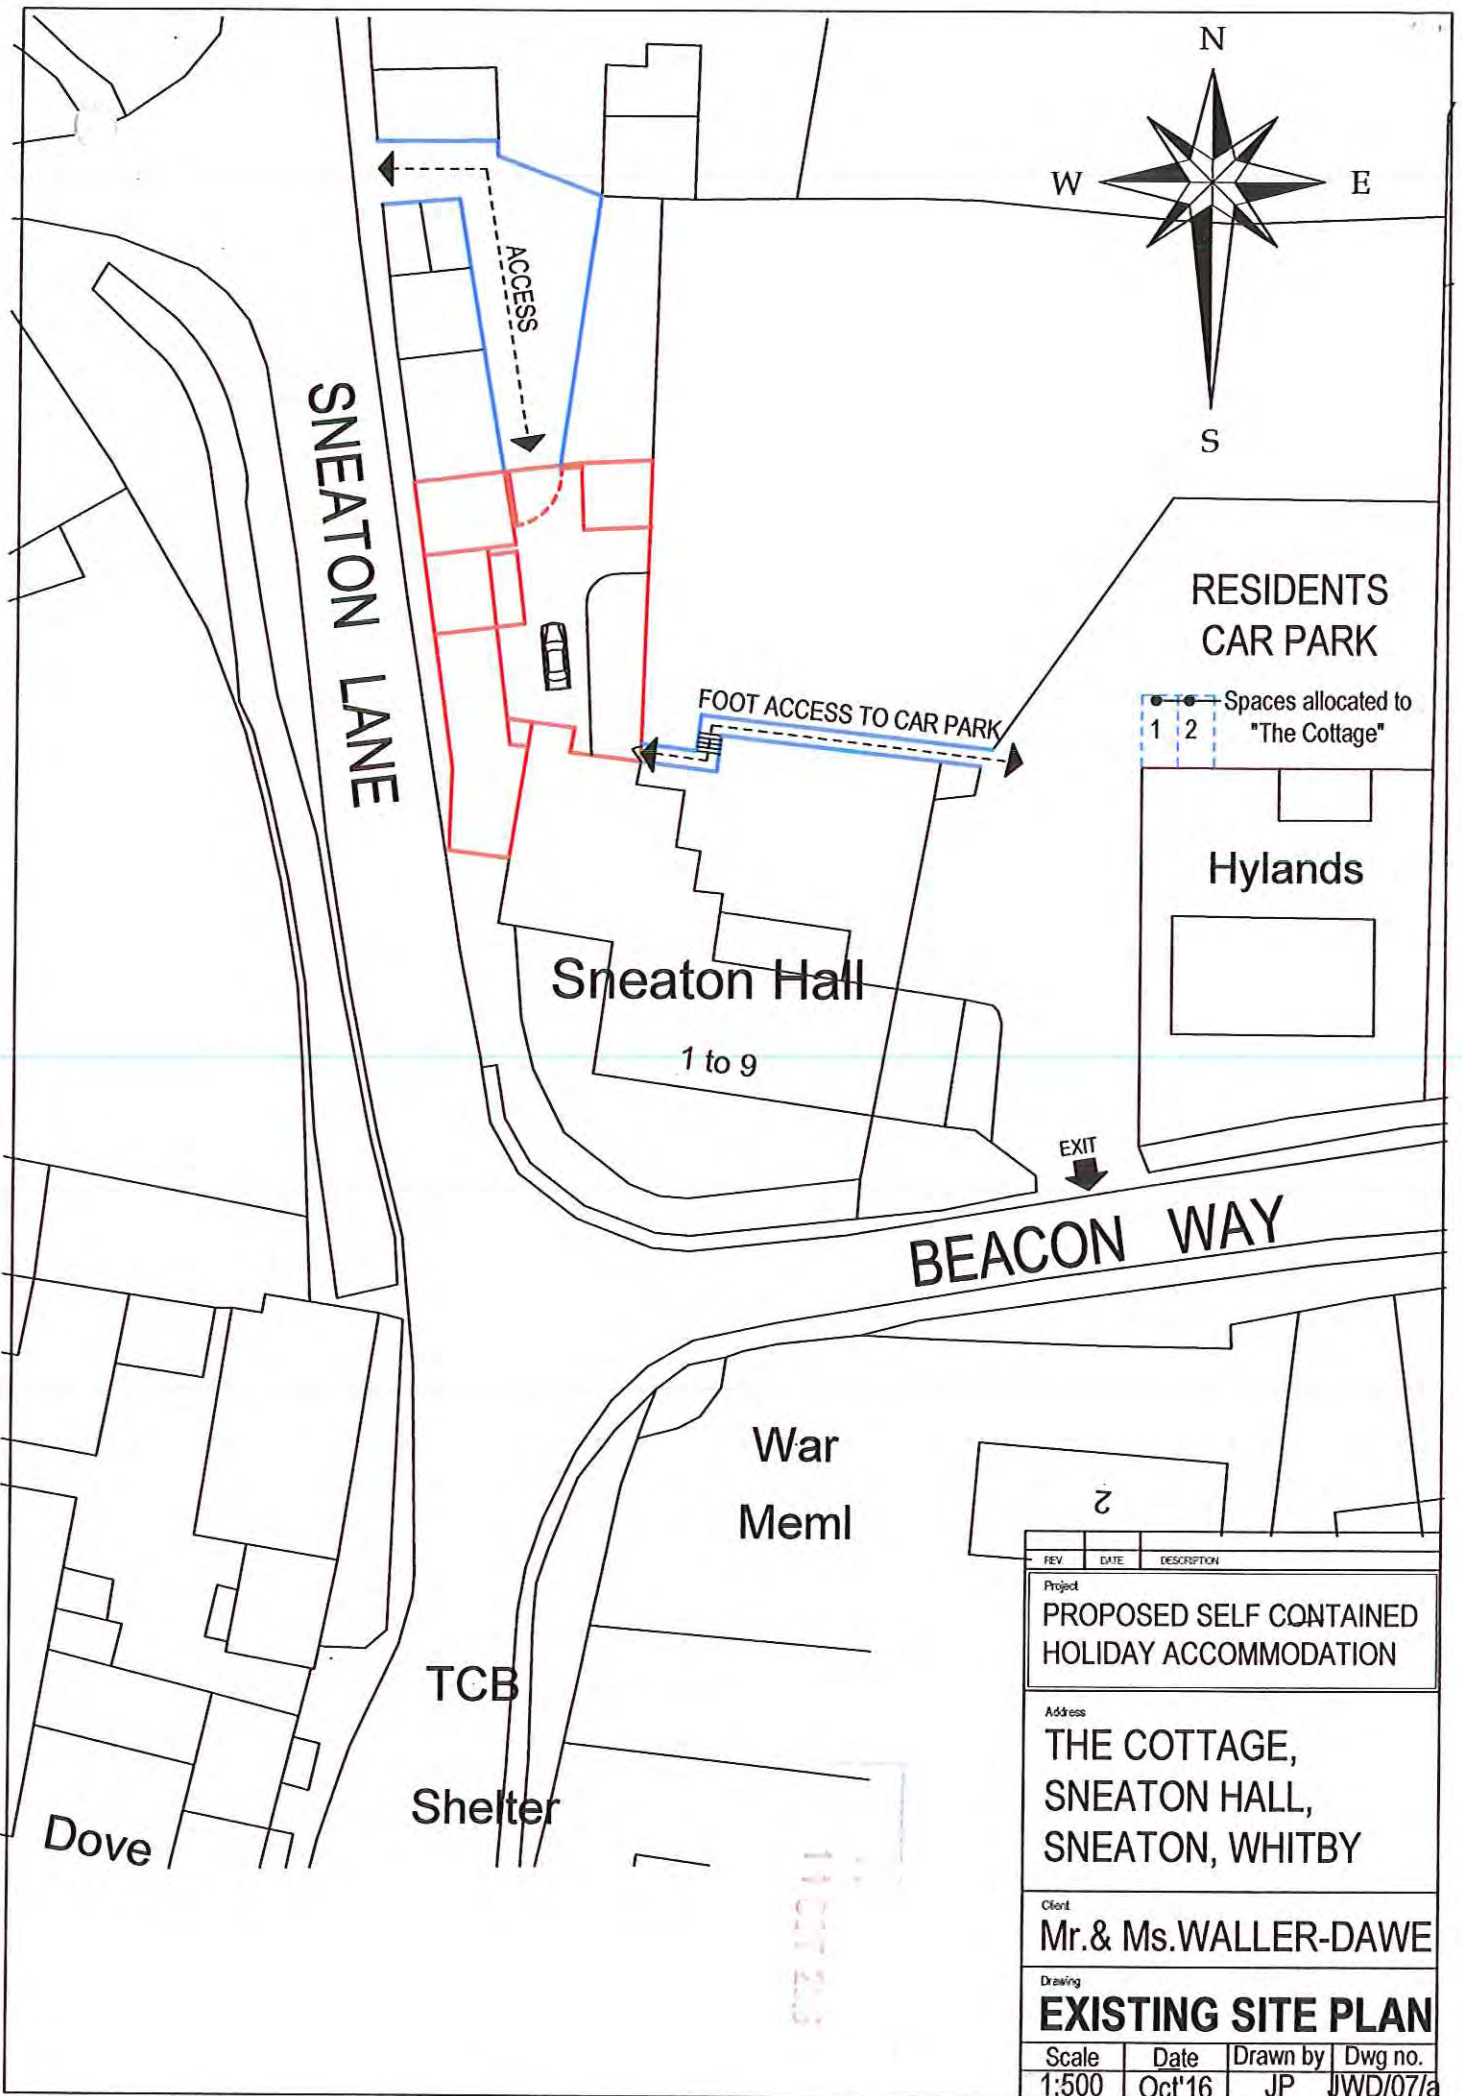 N
W
E
S
ACCESS
SNEATON LANE
RESIDENTS
CAR PARK
FOOT ACCESS TO CAR PARK
Spaces allocated to
"The Cottage"
1 2
Hylands
Sneaton Hall
1 to 9
EXIT
BEACON WAY
War
Meml
2
TCB
Shelter
Dove
REV DATE DESCRIPTION
Project
PROPOSED SELF CONTAINED
HOLIDAY ACCOMMODATION
Address
THE COTTAGE,
SNEATON HALL,
SNEATON, WHITBY
Client
Mr.& Ms.WALLER-DAWE
Drawing
EXISTING SITE PLAN
Scale Date Drawn by Dwg no.
1:500 Oct'16 JP